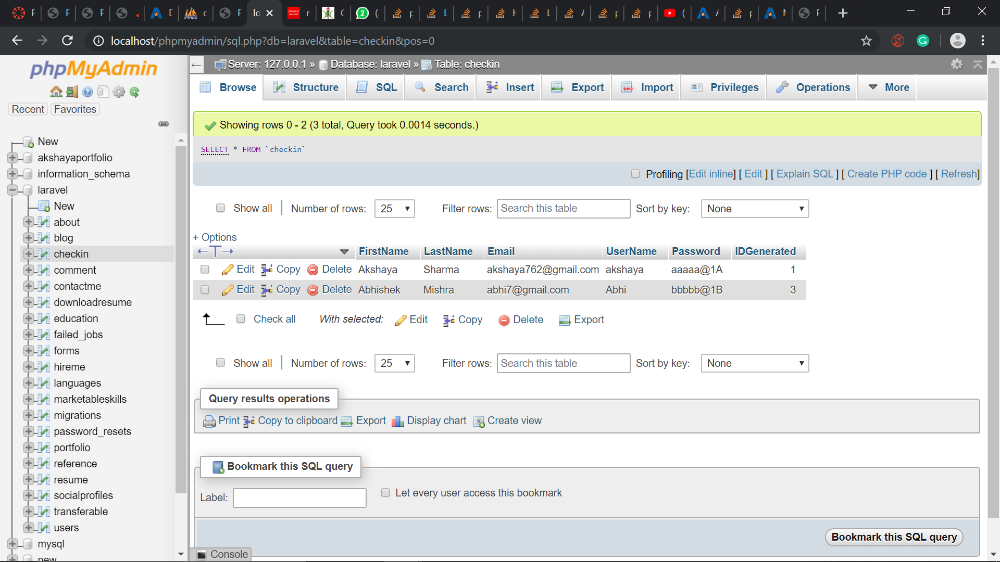 localhost/phpmyadmin/sql.php?db=laravel&table=checkin&pos=0
phpMyAdmin
Recent Favorites
New
akshayaportfolio
information_schema
laravel
New
about
blog
checkin
comment
contactme
downloadresume
education
failed_jobs
forms
hireme
languages
marketableskills
migrations
password_resets
portfolio
reference
resume
socialprofiles
transferable
users
mysql
new
Server: 127.0.0.1 » Database: laravel » Table: checkin
Browse Structure SQL Search Insert Export Import Privileges Operations More
Showing rows 0 - 2 (3 total, Query took 0.0014 seconds.)
SELECT * FROM `checkin`
Profiling [Edit inline] [ Edit ] [ Explain SQL ] [ Create PHP code ] [ Refresh]
Show all Number of rows: 25 Filter rows: Search this table Sort by key: None
+ Options
FirstName LastName Email UserName Password IDGenerated
Edit Copy Delete Akshaya Sharma akshaya762@gmail.com akshaya aaaaa@1A 1
Edit Copy Delete Abhishek Mishra abhi7@gmail.com Abhi bbbbb@1B 3
Check all With selected: Edit Copy Delete Export
Show all Number of rows: 25 Filter rows: Search this table Sort by key: None
Query results operations
Print Copy to clipboard Export Display chart Create view
Bookmark this SQL query
Label: Let every user access this bookmark
Bookmark this SQL query
Console